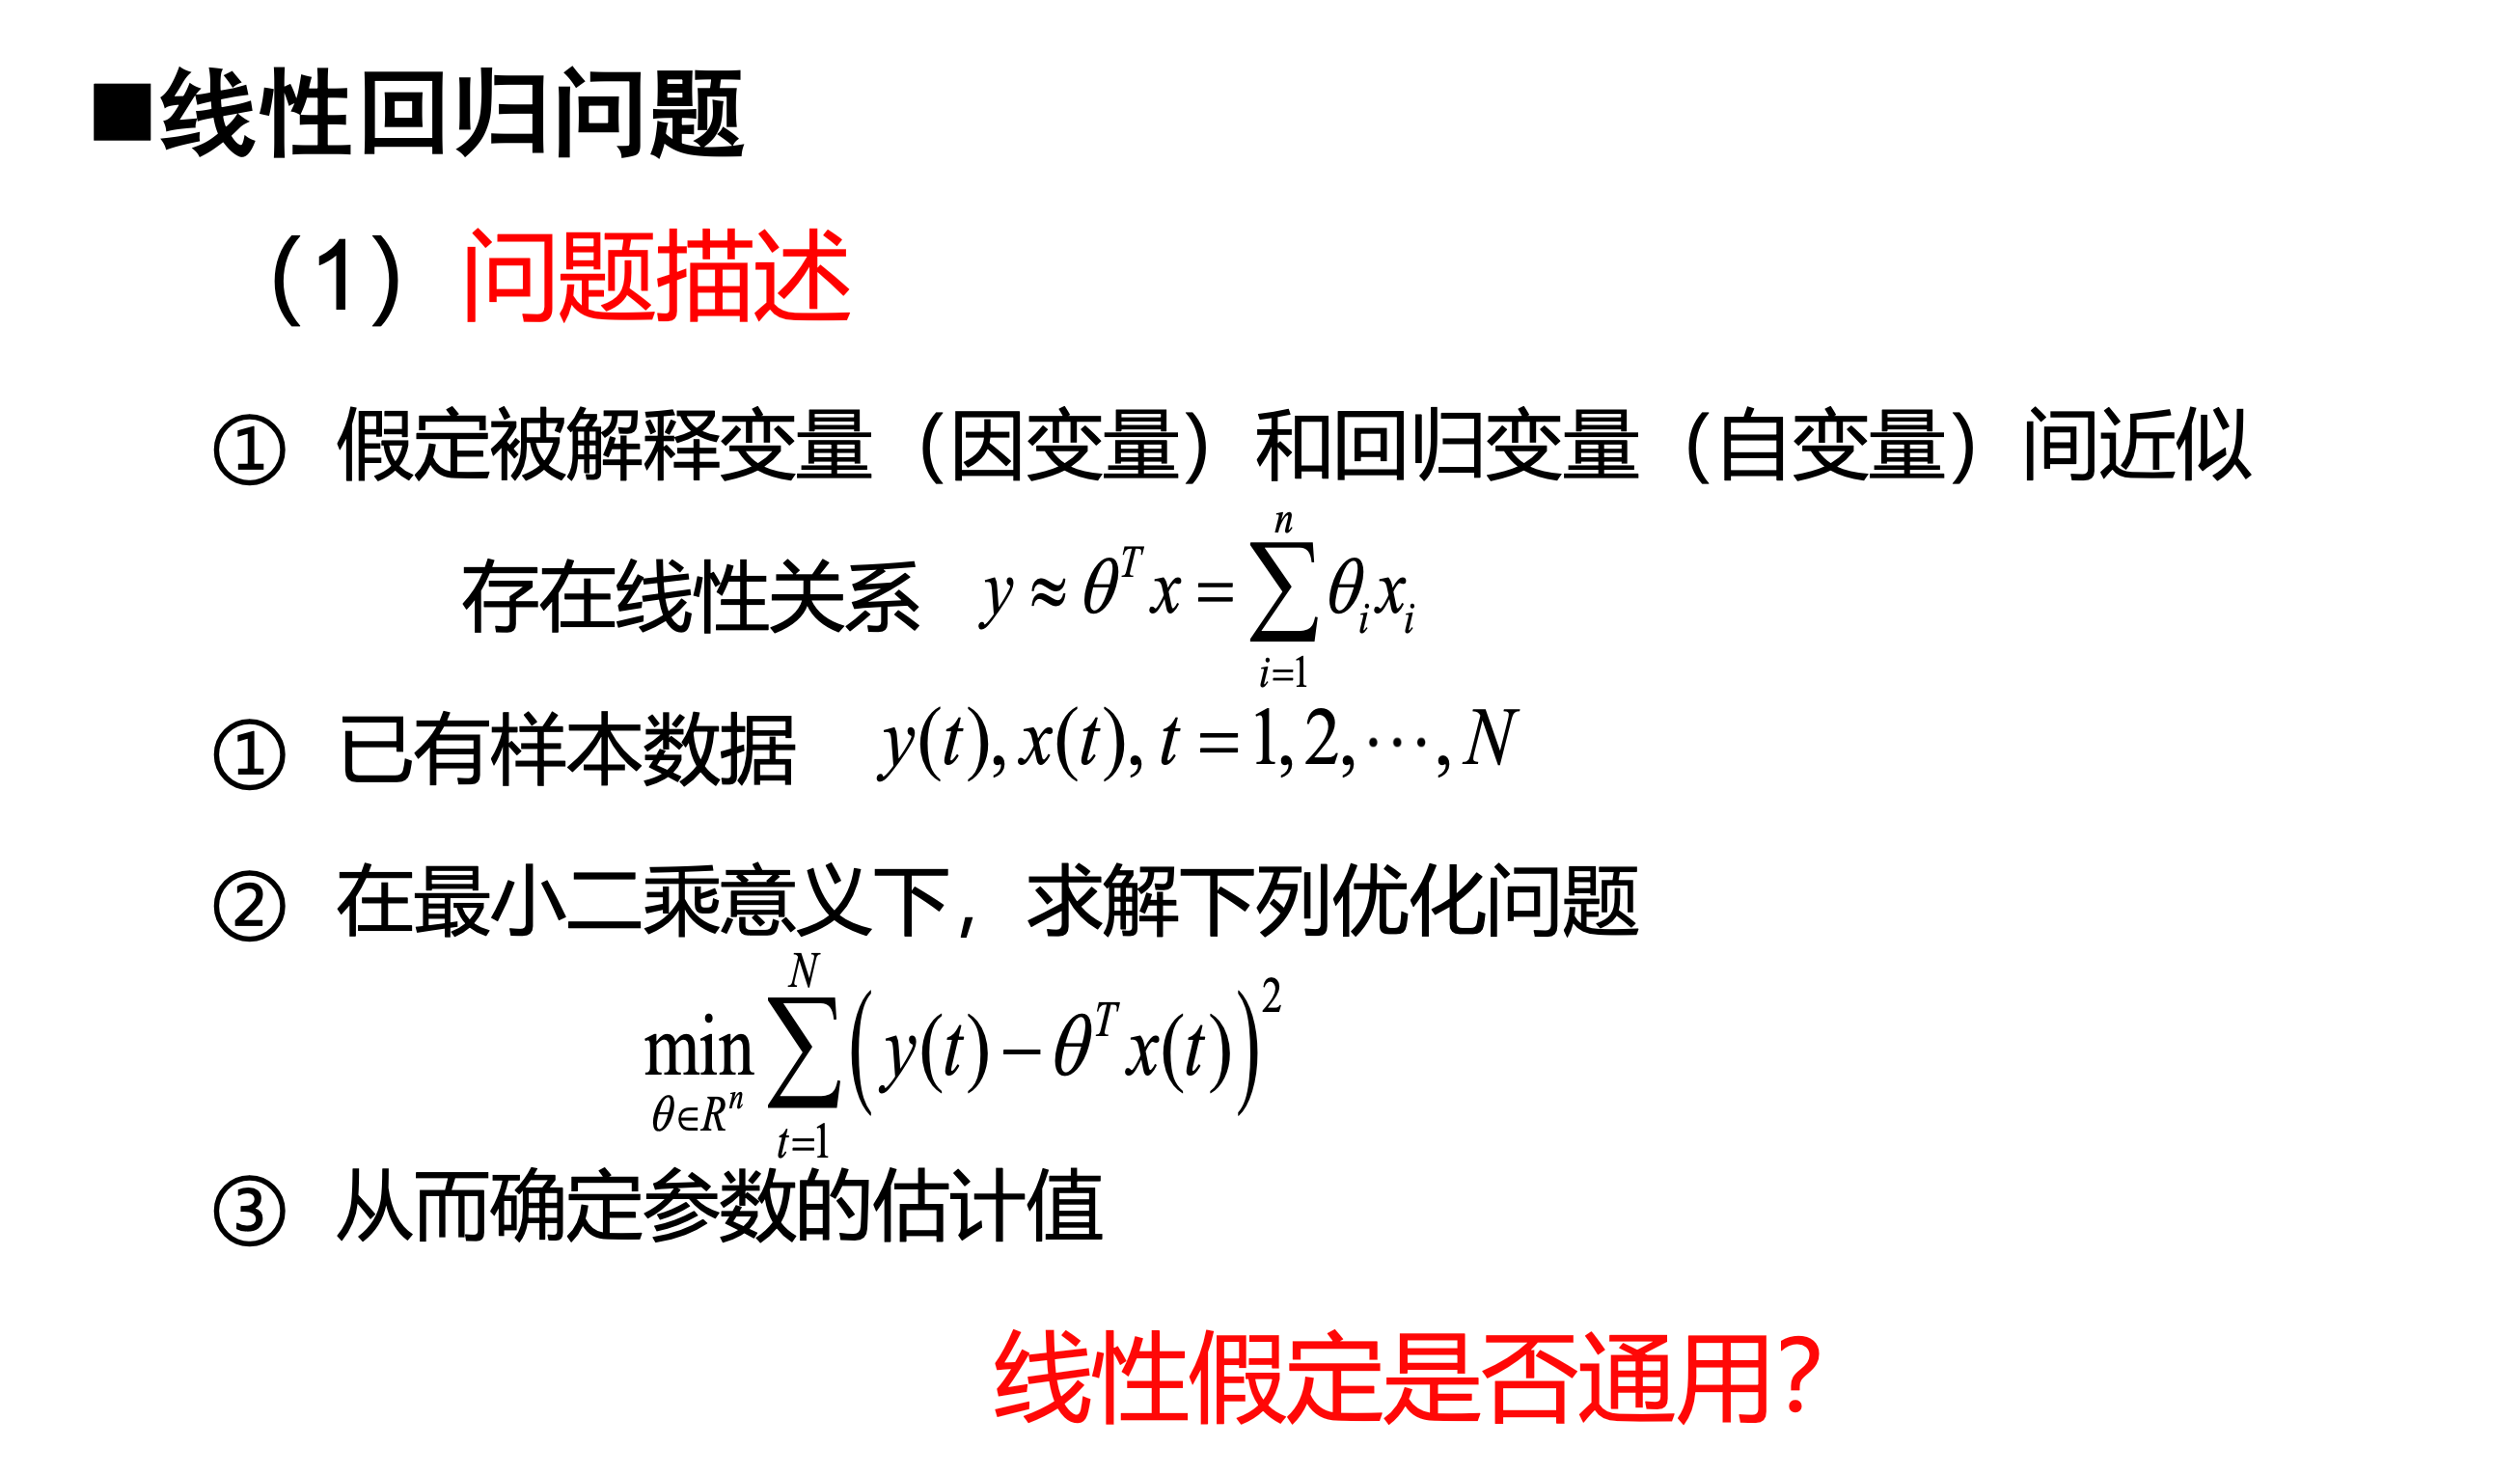 ■线性回归问题
(1) 问题描述
① 假定被解释变量（因变量）和回归变量（自变量）间近似
存在线性关系 $y \approx \theta^T x = \sum_{i=1}^{n} \theta_i x_i$
① 已有样本数据 $y(t), x(t), t = 1,2,\cdots,N$
② 在最小二乘意义下，求解下列优化问题
$\min_{\theta \in R^n} \sum_{t=1}^{N} \left( y(t) - \theta^T x(t) \right)^2$
③ 从而确定参数的估计值
线性假定是否通用?